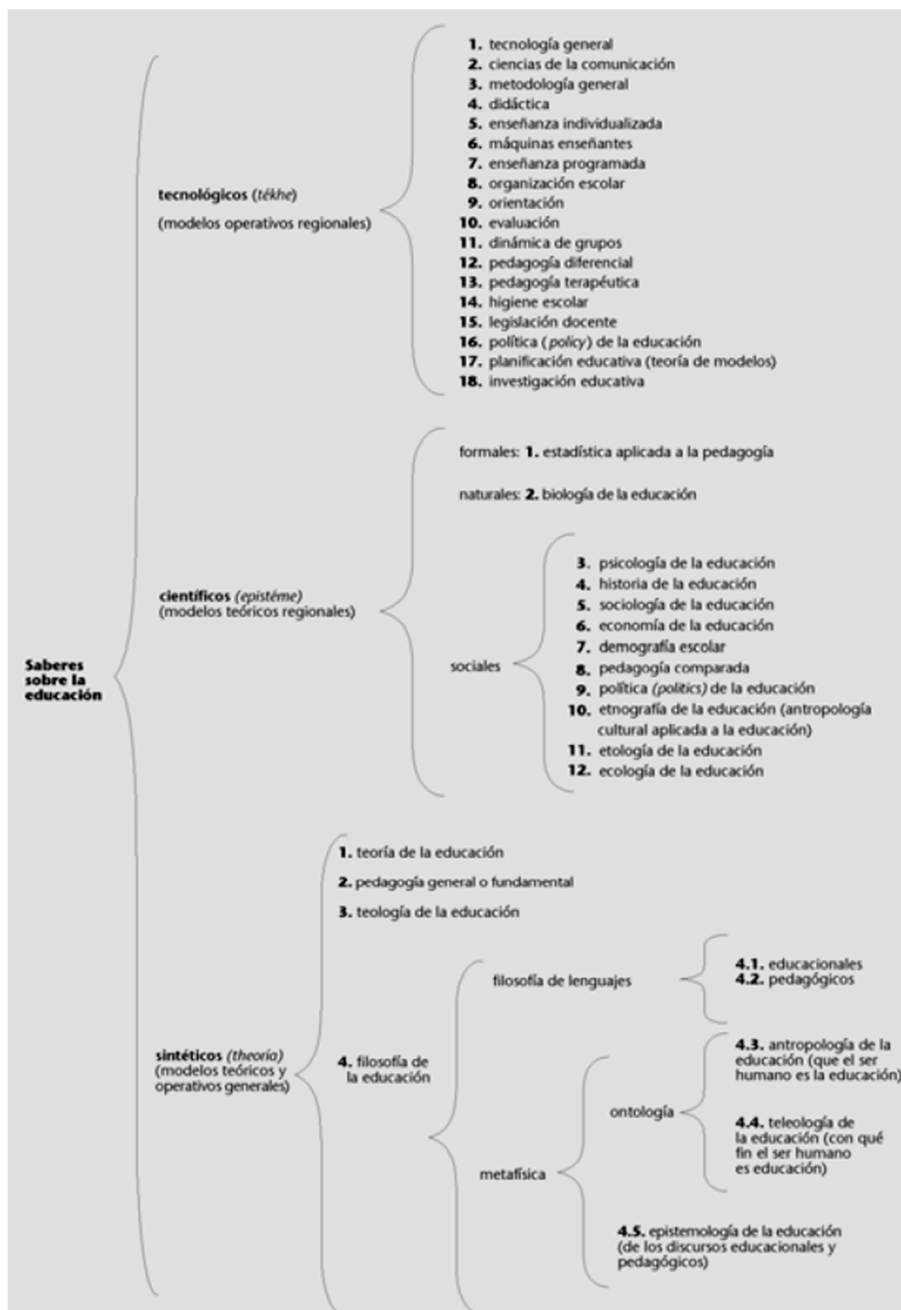 1. tecnología general
2. ciencias de la comunicación
3. metodología general
4. didáctica
5. enseñanza individualizada
6. máquinas enseñantes
7. enseñanza programada
8. organización escolar
9. orientación
10. evaluación
11. dinámica de grupos
12. pedagogía diferencial
13. pedagogía terapéutica
14. higiene escolar
15. legislación docente
16. política (policy) de la educación
17. planificación educativa (teoría de modelos)
18. investigación educativa
tecnológicos (tékhe)
(modelos operativos regionales)
formales: 1. estadística aplicada a la pedagogía
naturales: 2. biología de la educación
científicos (epistéme)
(modelos teóricos regionales)
sociales
3. psicología de la educación
4. historia de la educación
5. sociología de la educación
6. economía de la educación
7. demografía escolar
8. pedagogía comparada
9. política (politics) de la educación
10. etnografía de la educación (antropología
cultural aplicada a la educación)
11. etología de la educación
12. ecología de la educación
Saberes
sobre la
educación
1. teoría de la educación
2. pedagogía general o fundamental
3. teología de la educación
sintéticos (theoría)
(modelos teóricos y
operativos generales)
4. filosofía de
la educación
filosofía de lenguajes
4.1. educacionales
4.2. pedagógicos
metafísica
ontología
4.3. antropología de la
educación (que el ser
humano es la educación)
4.4. teleología de
la educación (con qué
fin el ser humano
es educación)
4.5. epistemología de la educación
(de los discursos educacionales y
pedagógicos)